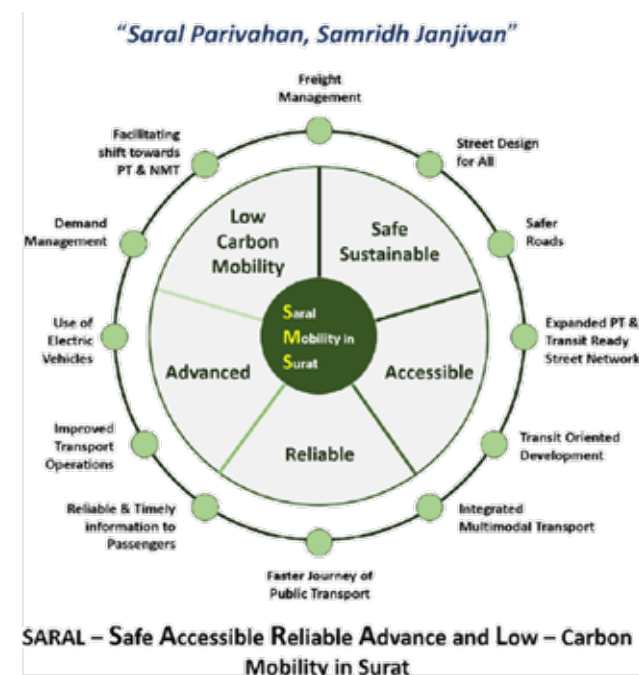 “Saral Parivahan, Samridh Janjivan”
Freight
Management
Street Design
for All
Safer
Roads
Expanded PT &
Transit Ready
Street Network
Transit Oriented
Development
Integrated
Multimodal Transport
Faster Journey of
Public Transport
Reliable & Timely
information to
Passengers
Improved
Transport
Operations
Use of
Electric
Vehicles
Demand
Management
Facilitating
shift towards
PT & NMT
Low
Carbon
Mobility
Safe
Sustainable
Accessible
Reliable
Advanced
Saral
Mobility in
Surat
SARAL – Safe Accessible Reliable Advance and Low – Carbon
Mobility in Surat